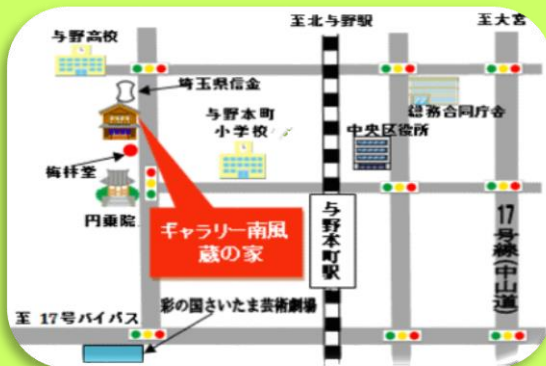 至北与野駅
至大宮
与野高校
埼玉県信金
総務合同庁舎
与野本町
小学校
中央区役所
梅林堂
円乗院
ギャラリー南風
蔵の家
与野本町駅
17号線(中山道)
彩の国さいたま芸術劇場
至 17号バイパス